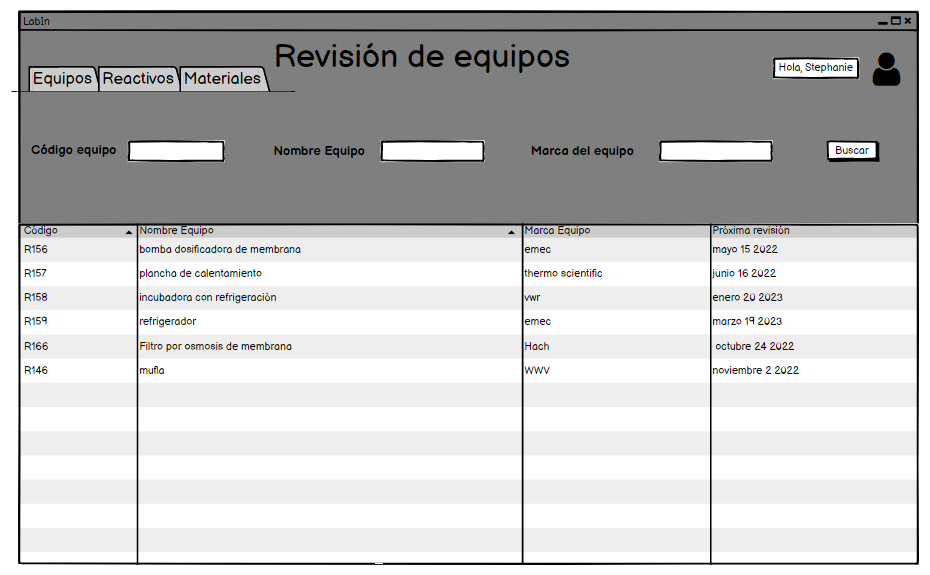 LabIn
Revisión de equipos
Hola, Stephanie
Equipos Reactivos Materiales
Código equipo Nombre Equipo Marca del equipo Buscar
Código Nombre Equipo Marca Equipo Próxima revisión
R156 bomba dosificadora de membrana emec mayo 15 2022
R157 plancha de calentamiento thermo scientific junio 16 2022
R158 incubadora con refrigeración vwr enero 20 2023
R159 refrigerador emec marzo 19 2023
R166 Filtro por osmosis de membrana Hach octubre 24 2022
R146 mufla WWV noviembre 2 2022